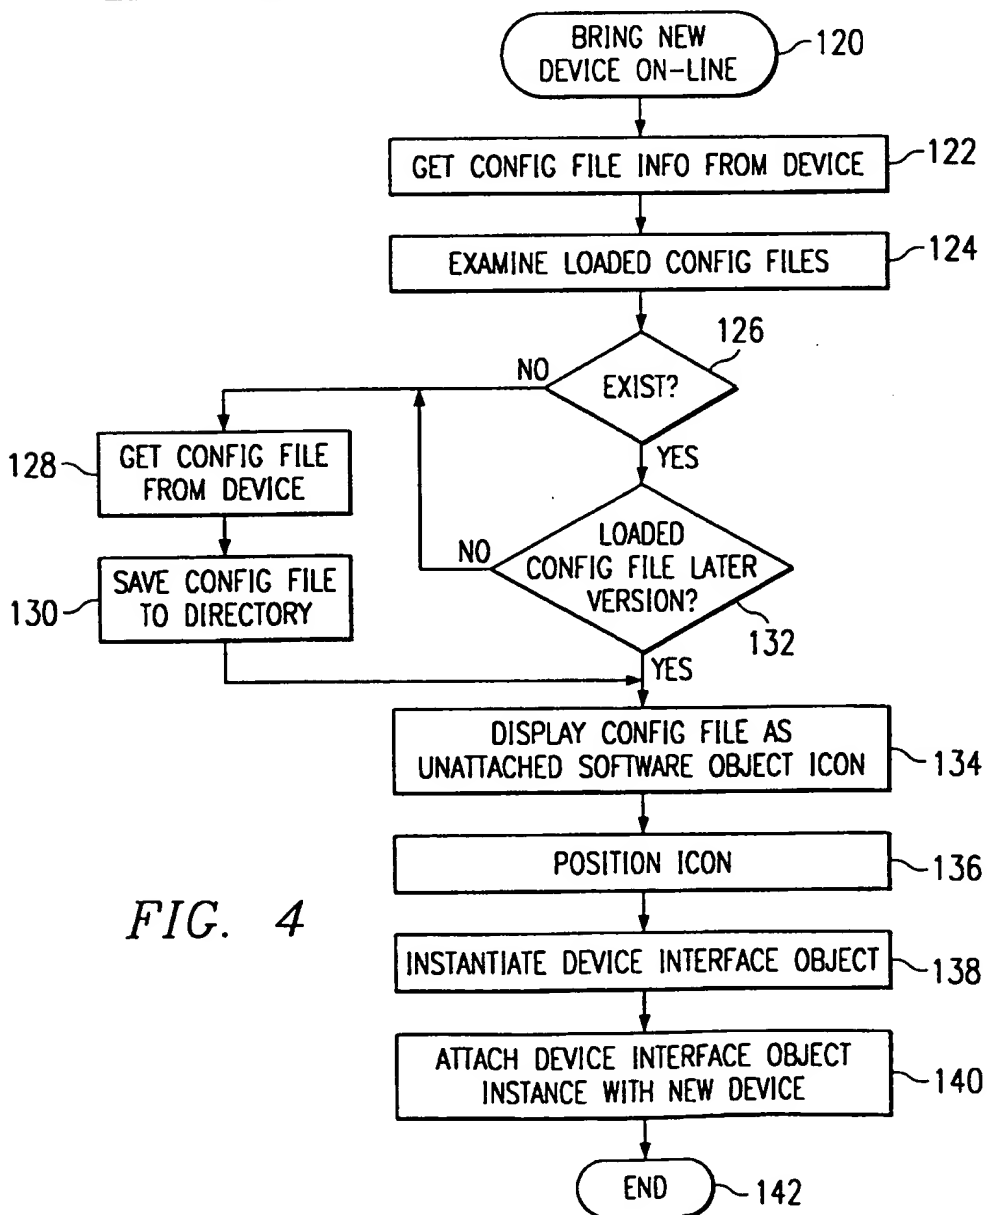 BRING NEW
DEVICE ON-LINE
120
GET CONFIG FILE INFO FROM DEVICE
122
EXAMINE LOADED CONFIG FILES
124
126
EXIST?
NO
YES
128
GET CONFIG FILE
FROM DEVICE
LOADED
CONFIG FILE LATER
VERSION?
NO
132
YES
130
SAVE CONFIG FILE
TO DIRECTORY
DISPLAY CONFIG FILE AS
UNATTACHED SOFTWARE OBJECT ICON
134
POSITION ICON
136
FIG. 4
INSTANTIATE DEVICE INTERFACE OBJECT
138
ATTACH DEVICE INTERFACE OBJECT
INSTANCE WITH NEW DEVICE
140
END
142